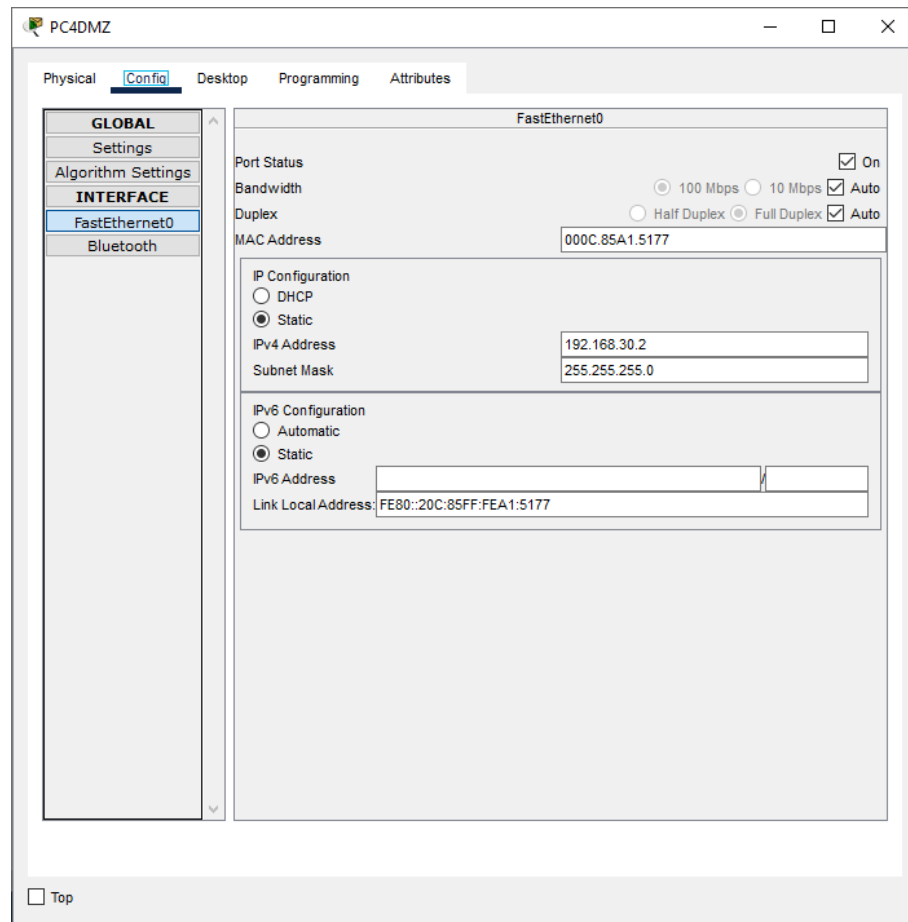 PC4DMZ
Physical Config Desktop Programming Attributes
GLOBAL
Settings
Algorithm Settings
INTERFACE
FastEthernet0
Bluetooth
FastEthernet0
Port Status On
Bandwidth 100 Mbps 10 Mbps Auto
Duplex Half Duplex Full Duplex Auto
MAC Address 000C.85A1.5177
IP Configuration
DHCP
Static
IPv4 Address 192.168.30.2
Subnet Mask 255.255.255.0
IPv6 Configuration
Automatic
Static
IPv6 Address /
Link Local Address: FE80::20C:85FF:FEA1:5177
Top